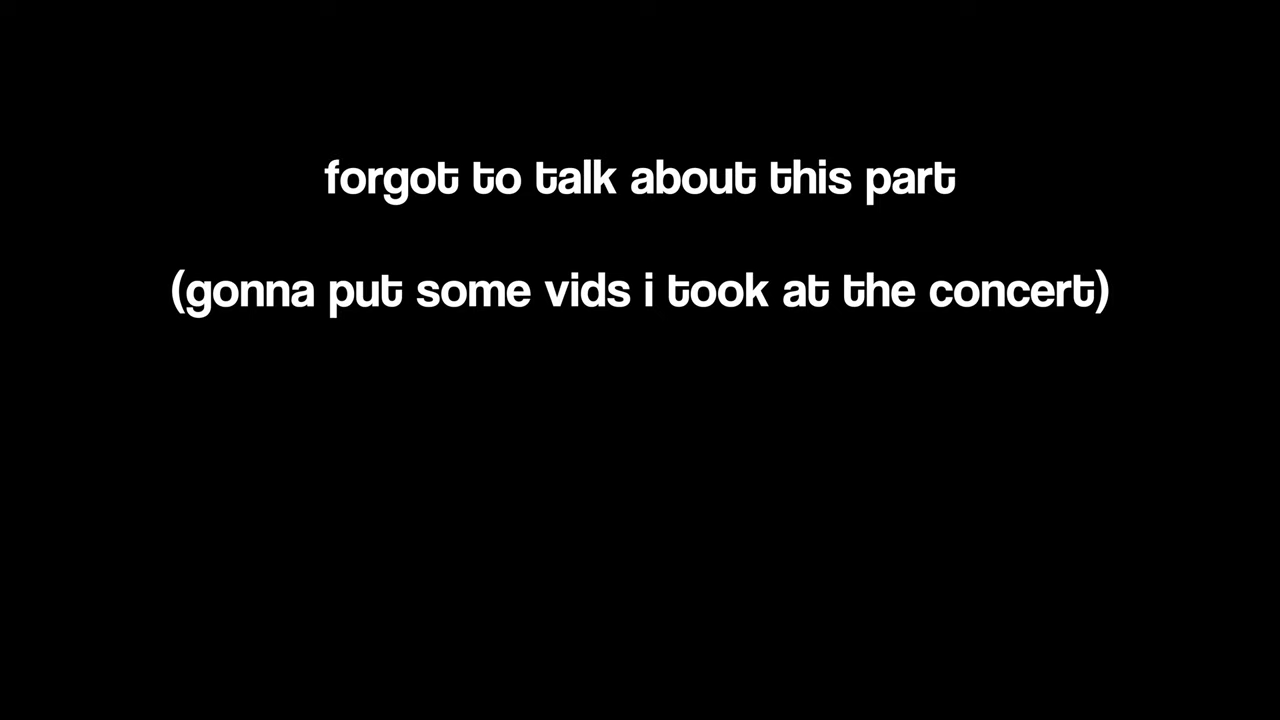 forgot to talk about this part
(gonna put some vids i took at the concert)